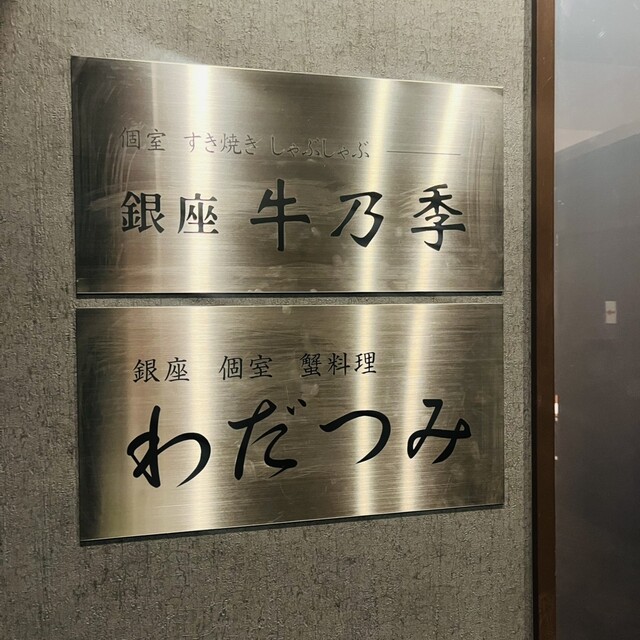 個室 すき焼き しゃぶしゃぶ
銀座 牛乃季
銀座 個室 蟹料理
わだつみ